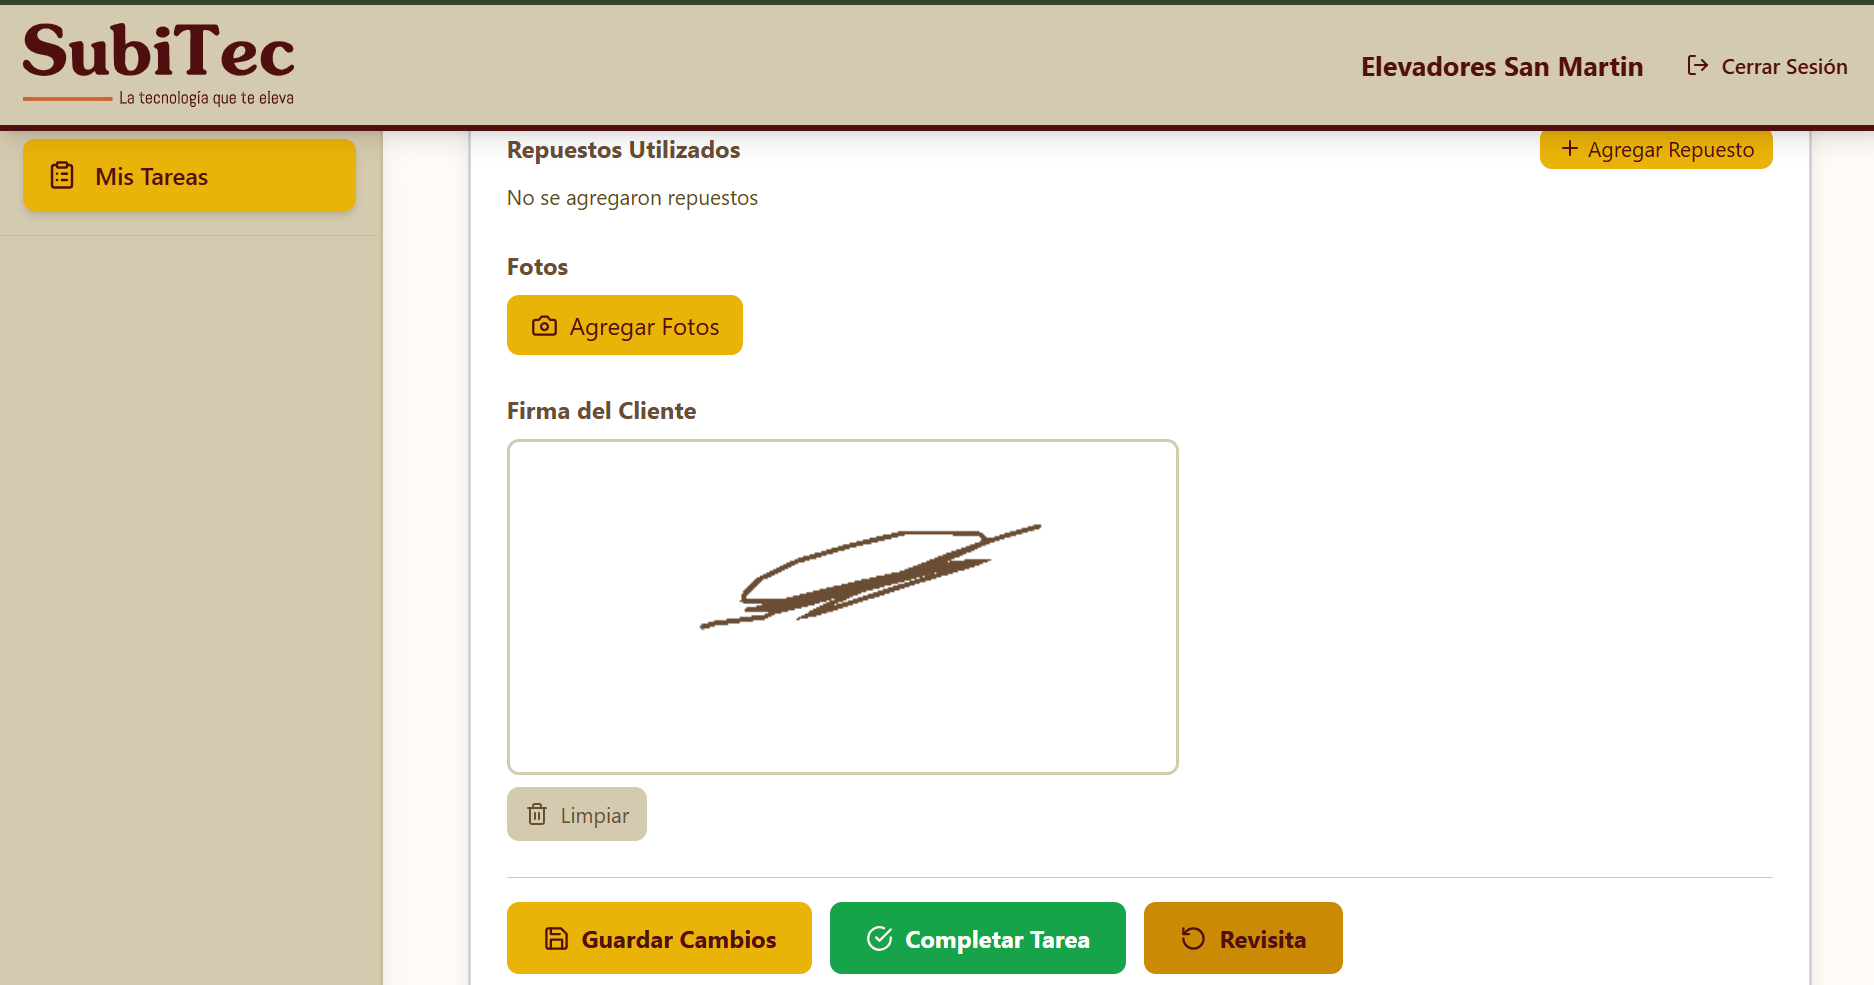 SubiTec
La tecnología que te eleva
Elevadores San Martin
Cerrar Sesión
Mis Tareas
Repuestos Utilizados
Agregar Repuesto
No se agregaron repuestos
Fotos
Agregar Fotos
Firma del Cliente
Limpiar
Guardar Cambios
Completar Tarea
Revisita